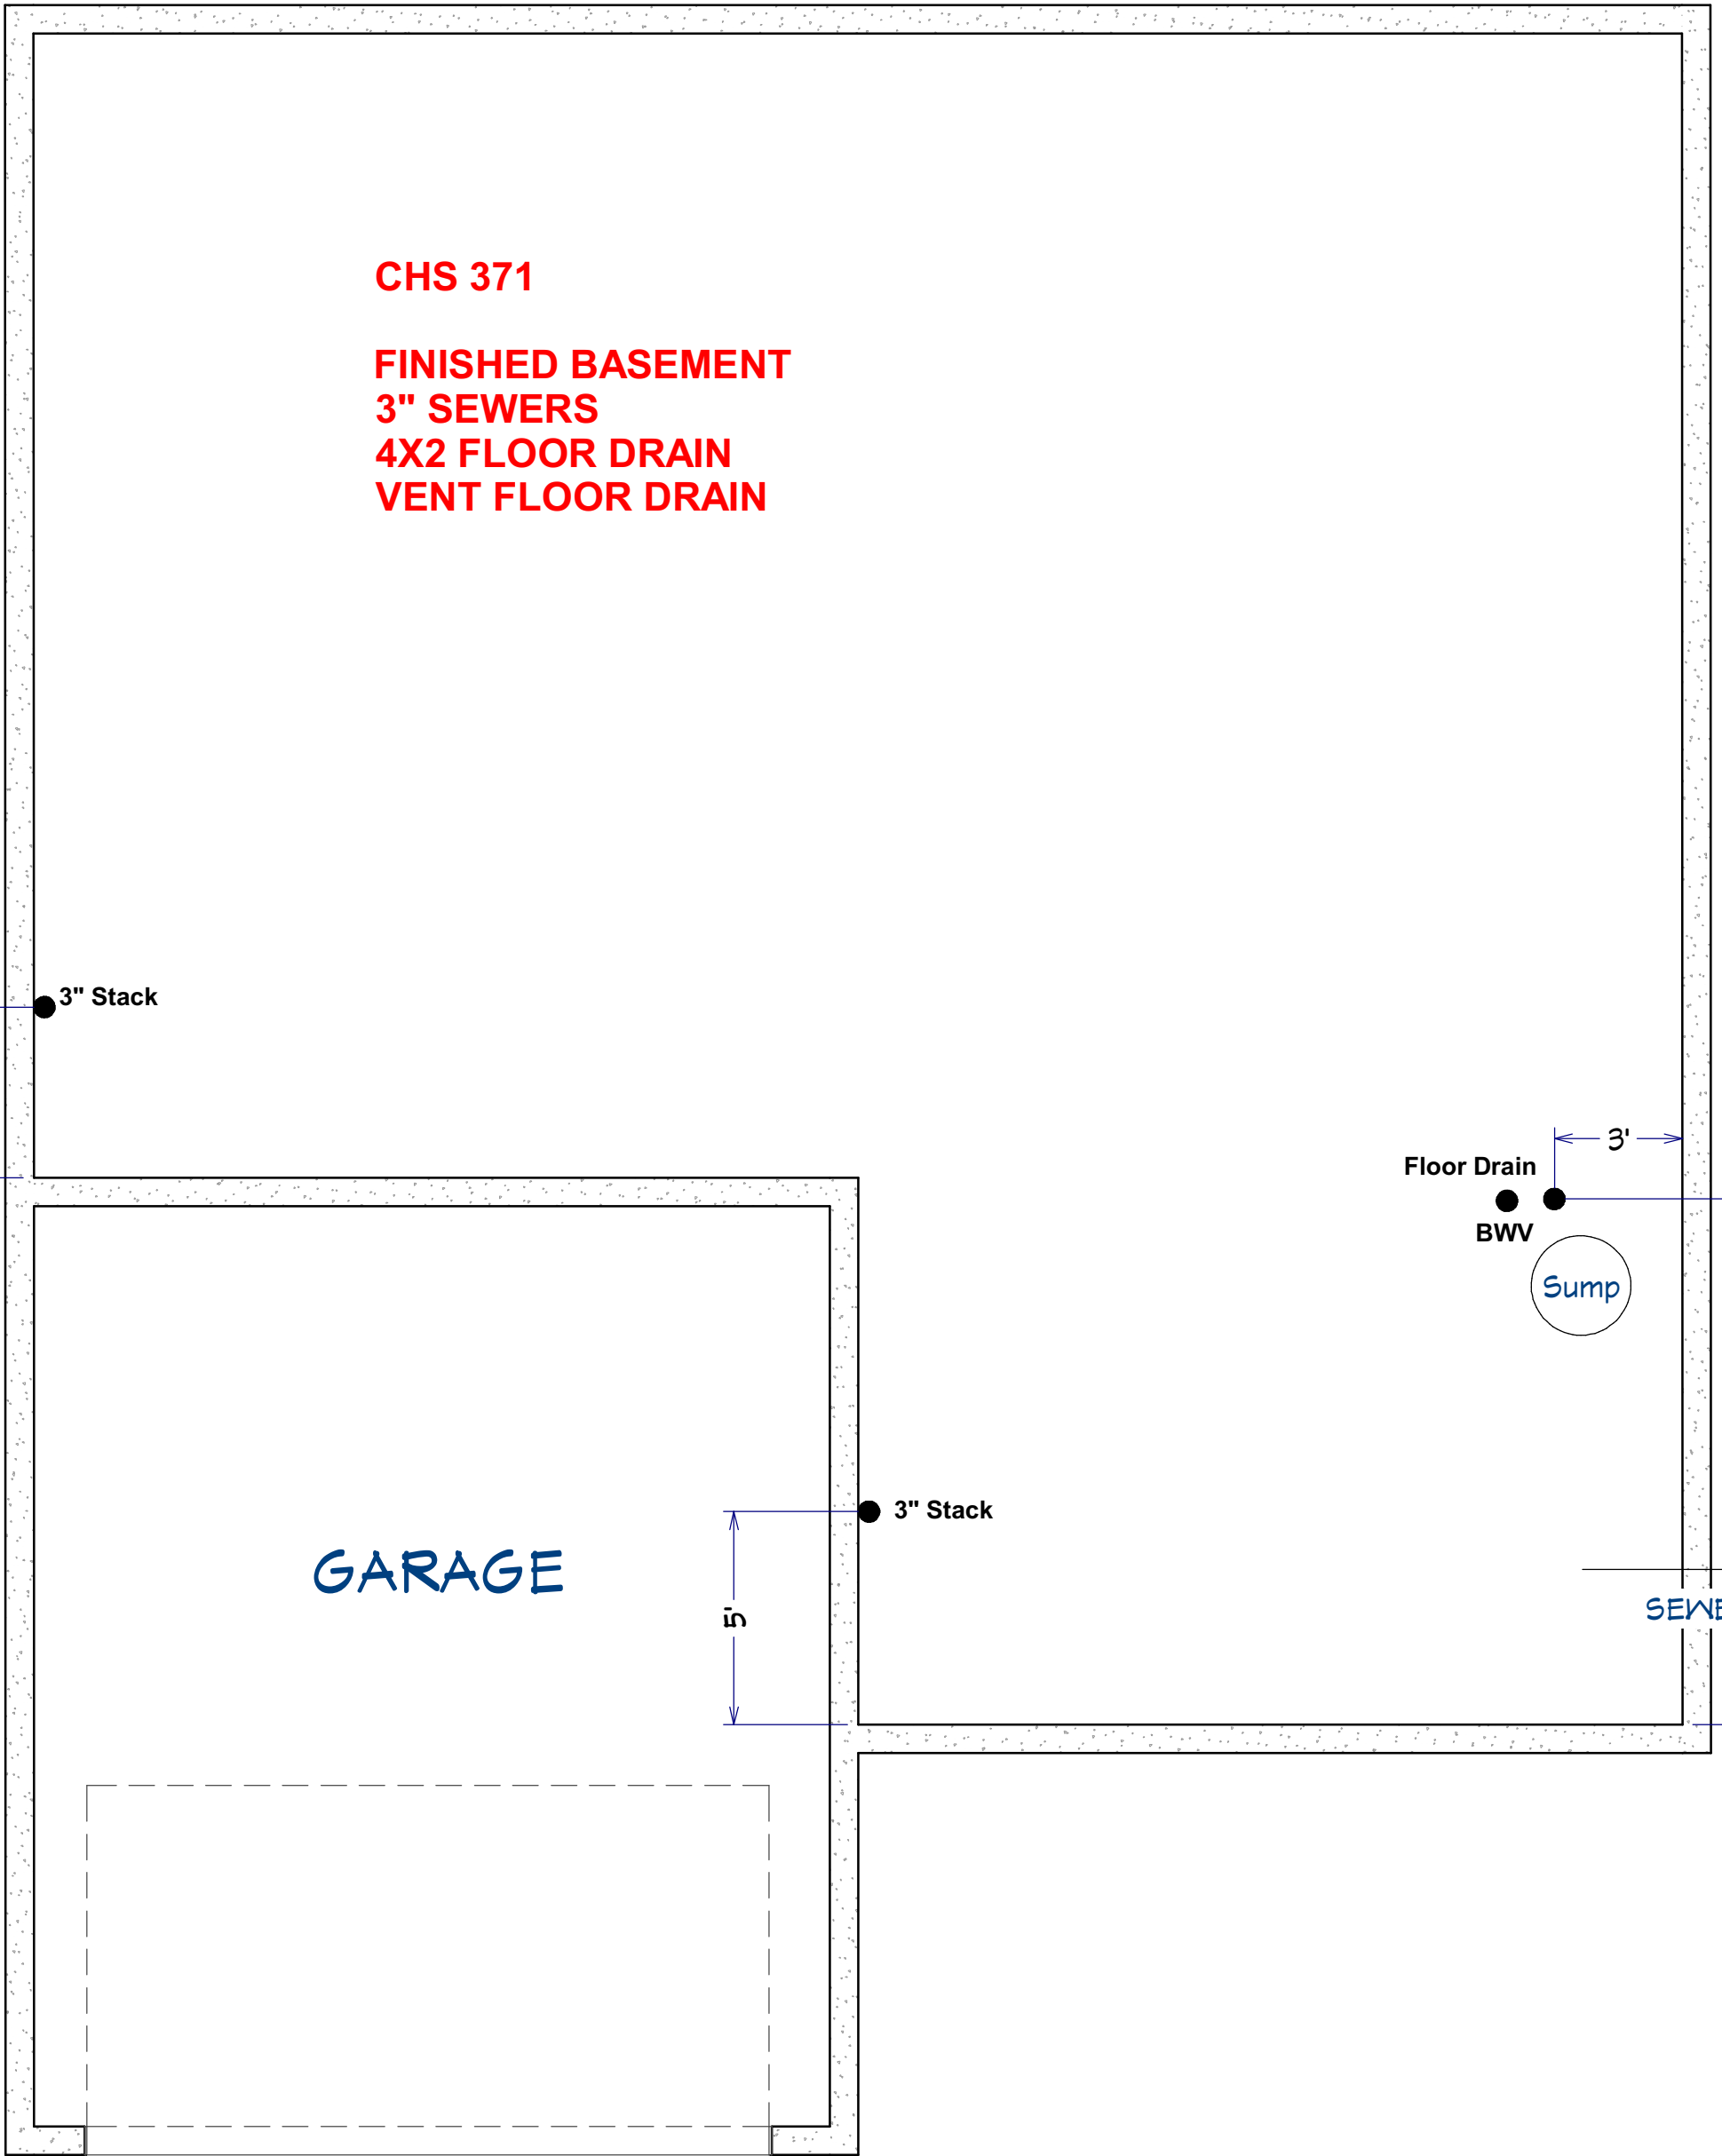 CHS 371
FINISHED BASEMENT
3" SEWERS
4X2 FLOOR DRAIN
VENT FLOOR DRAIN
3" Stack
3'
Floor Drain
BWV
Sump
3" Stack
GARAGE
5'
SEWE